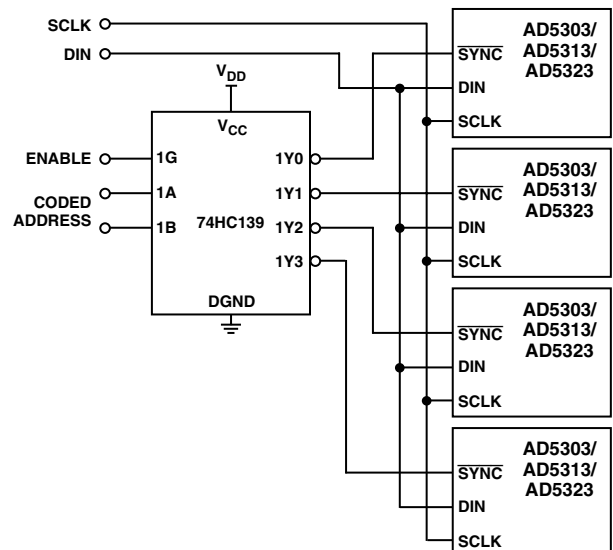 SCLK
DIN
VDD
VCC
ENABLE
CODED
ADDRESS
1G
1A
1B
74HC139
1Y0
1Y1
1Y2
1Y3
DGND
AD5303/
AD5313/
AD5323
SYNC
DIN
SCLK
AD5303/
AD5313/
AD5323
SYNC
DIN
SCLK
AD5303/
AD5313/
AD5323
SYNC
DIN
SCLK
AD5303/
AD5313/
AD5323
SYNC
DIN
SCLK